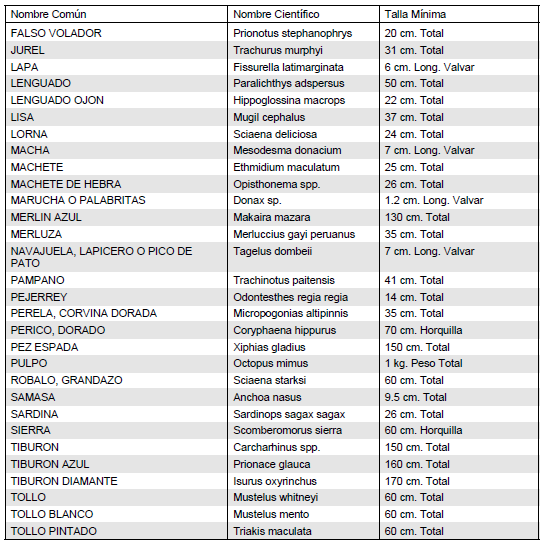 Nombre Común Nombre Científico Talla Mínima
FALSO VOLADOR Prionotus stephanophrys 20 cm. Total
JUREL Trachurus murphyi 31 cm. Total
LAPA Fissurella latimarginata 6 cm. Long. Valvar
LENGUADO Paralichthys adspersus 50 cm. Total
LENGUADO OJON Hippoglossina macrops 22 cm. Total
LISA Mugil cephalus 37 cm. Total
LORNA Sciaena deliciosa 24 cm. Total
MACHA Mesodesma donacium 7 cm. Long. Valvar
MACHETE Ethmidium maculatum 25 cm. Total
MACHETE DE HEBRA Opisthonema spp. 26 cm. Total
MARUCHA O PALABRITAS Donax sp. 1.2 cm. Long. Valvar
MERLIN AZUL Makaira mazara 130 cm. Total
MERLUZA Merluccius gayi peruanus 35 cm. Total
NAVAJUELA, LAPICERO O PICO DE Tagelus dombeii 7 cm. Long. Valvar
PATO
PAMPANO Trachinotus paitensis 41 cm. Total
PEJERREY Odontesthes regia regia 14 cm. Total
PERELA, CORVINA DORADA Micropogonias altipinnis 35 cm. Total
PERICO, DORADO Coryphaena hippurus 70 cm. Horquilla
PEZ ESPADA Xiphias gladius 150 cm. Total
PULPO Octopus mimus 1 kg. Peso Total
ROBALO, GRANDAZO Sciaena starksi 60 cm. Total
SAMASA Anchoa nasus 9.5 cm. Total
SARDINA Sardinops sagax sagax 26 cm. Total
SIERRA Scomberomorus sierra 60 cm. Horquilla
TIBURON Carcharhinus spp. 150 cm. Total
TIBURON AZUL Prionace glauca 160 cm. Total
TIBURON DIAMANTE Isurus oxyrinchus 170 cm. Total
TOLLO Mustelus whitneyi 60 cm. Total
TOLLO BLANCO Mustelus mento 60 cm. Total
TOLLO PINTADO Triakis maculata 60 cm. Total